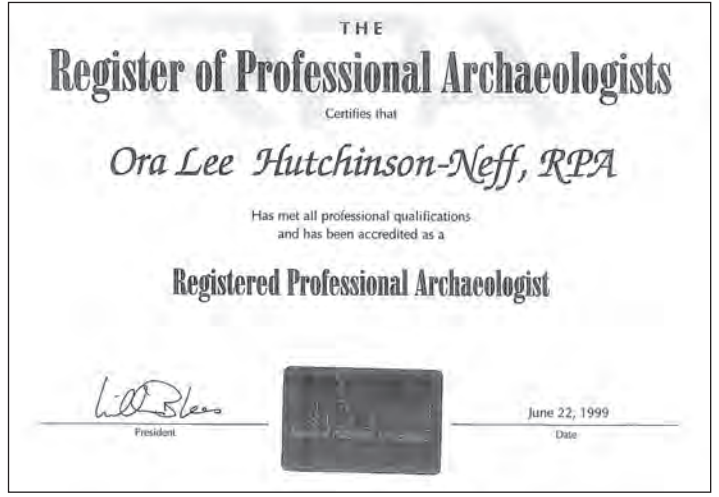 THE
Register of Professional Archaeologists
Certifies that
Ora Lee Hutchinson-Neff, RPA
Has met all professional qualifications
and has been accredited as a
Registered Professional Archaeologist
June 22, 1999
President
Date